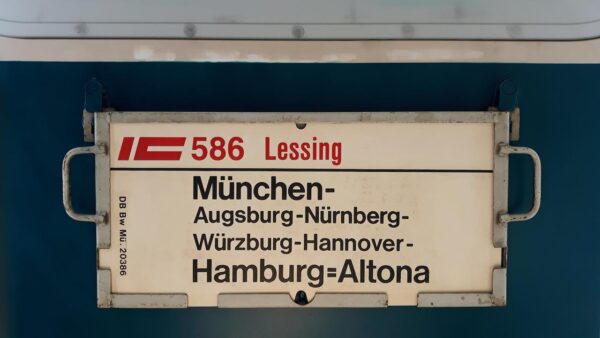 IC 586 Lessing
München-
Augsburg-Nürnberg-
Würzburg-Hannover-
Hamburg=Altona
DB Bw Mü. 20386